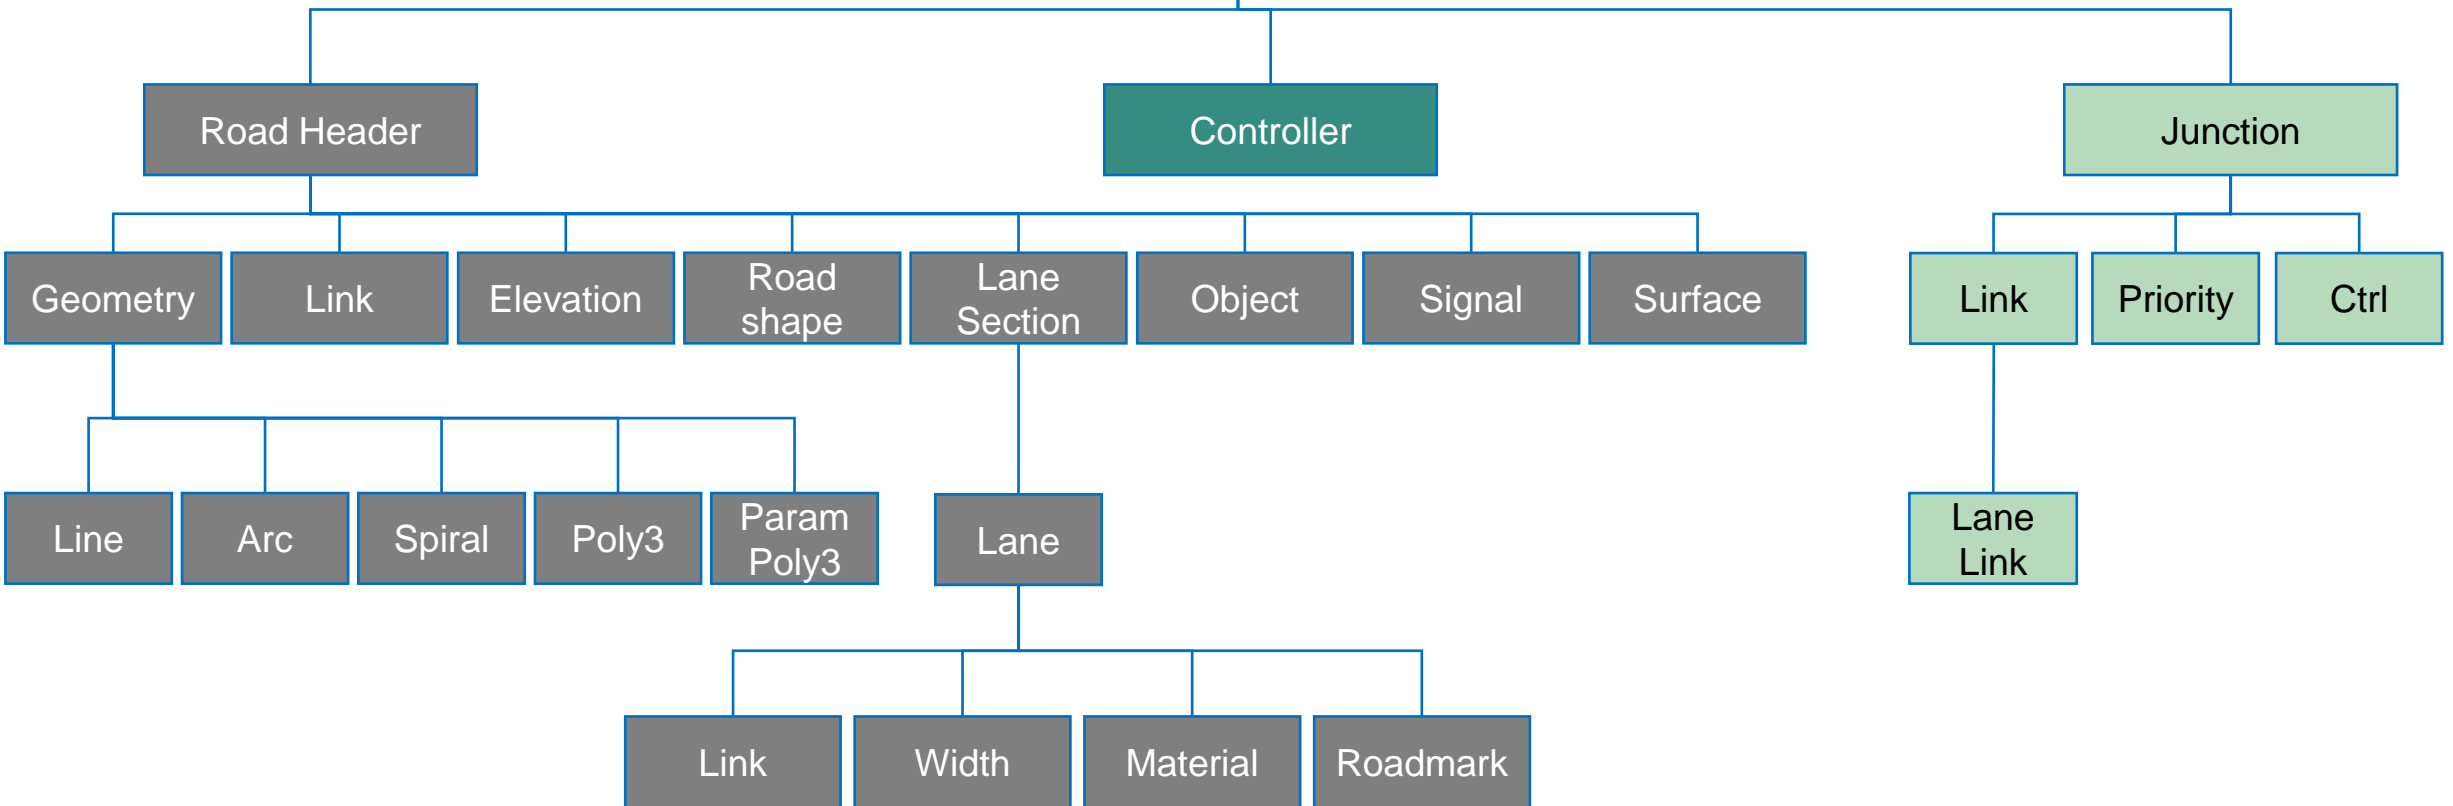 Road Header
Controller
Junction
Geometry
Link
Elevation
Road
shape
Lane
Section
Object
Signal
Surface
Link
Priority
Ctrl
Line
Arc
Spiral
Poly3
Param
Poly3
Lane
Lane
Link
Link
Width
Material
Roadmark